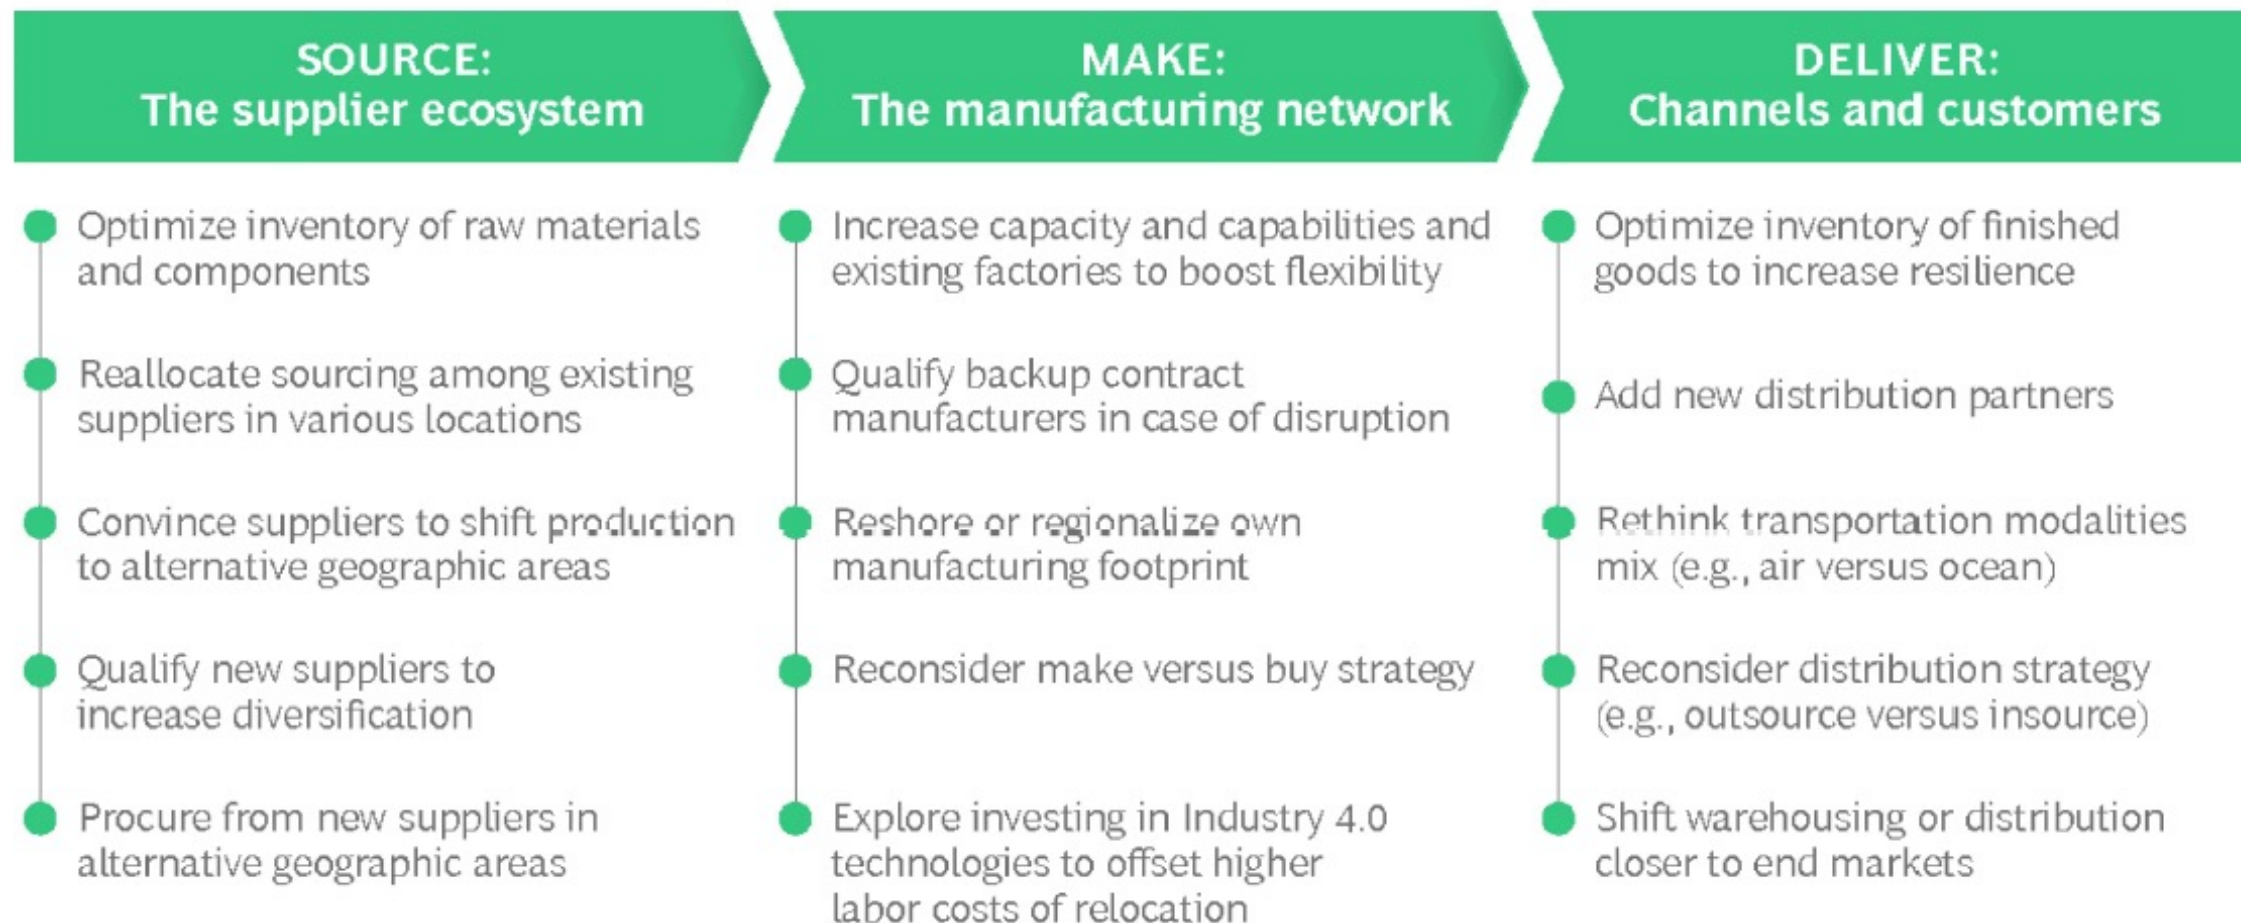 SOURCE:
The supplier ecosystem
Optimize inventory of raw materials
and components
Reallocate sourcing among existing
suppliers in various locations
Convince suppliers to shift production
to alternative geographic areas
Qualify new suppliers to
increase diversification
Procure from new suppliers in
alternative geographic areas
MAKE:
The manufacturing network
Increase capacity and capabilities and
existing factories to boost flexibility
Qualify backup contract
manufacturers in case of disruption
Reshore or regionalize own
manufacturing footprint
Reconsider make versus buy strategy
Explore investing in Industry 4.0
technologies to offset higher
labor costs of relocation
DELIVER:
Channels and customers
Optimize inventory of finished
goods to increase resilience
Add new distribution partners
Rethink transportation modalities
mix (e.g., air versus ocean)
Reconsider distribution strategy
(e.g., outsource versus insource)
Shift warehousing or distribution
closer to end markets